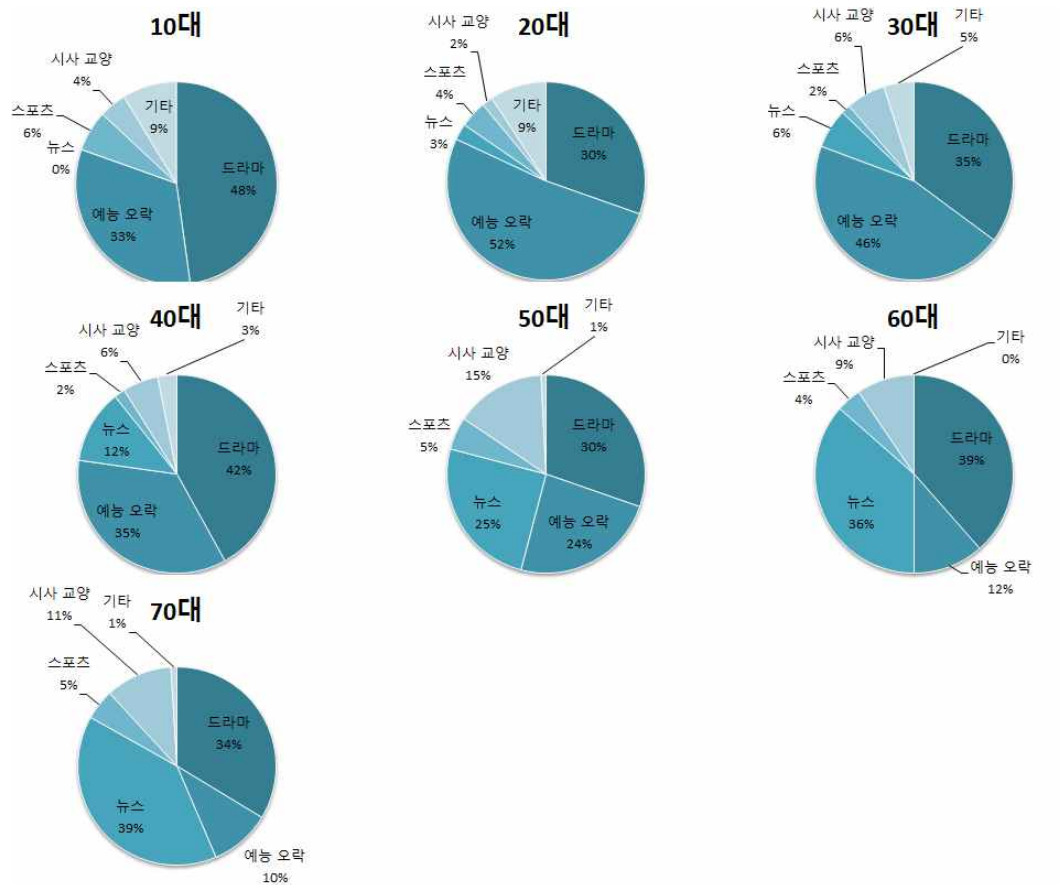 10대
시사 교양
4%
기타
9%
스포츠
6%
뉴스
0%
드라마
48%
예능 오락
33%
20대
시사 교양
2%
스포츠
4%
기타
9%
뉴스
3%
드라마
30%
예능 오락
52%
30대
시사 교양
6%
기타
5%
스포츠
2%
뉴스
6%
드라마
35%
예능 오락
46%
40대
시사 교양
6%
기타
3%
스포츠
2%
뉴스
12%
드라마
42%
예능 오락
35%
50대
기타
1%
시사 교양
15%
스포츠
5%
드라마
30%
뉴스
25%
예능 오락
24%
60대
시사 교양
9%
기타
0%
스포츠
4%
드라마
39%
뉴스
36%
예능 오락
12%
70대
시사 교양
11%
기타
1%
스포츠
5%
드라마
34%
뉴스
39%
예능 오락
10%